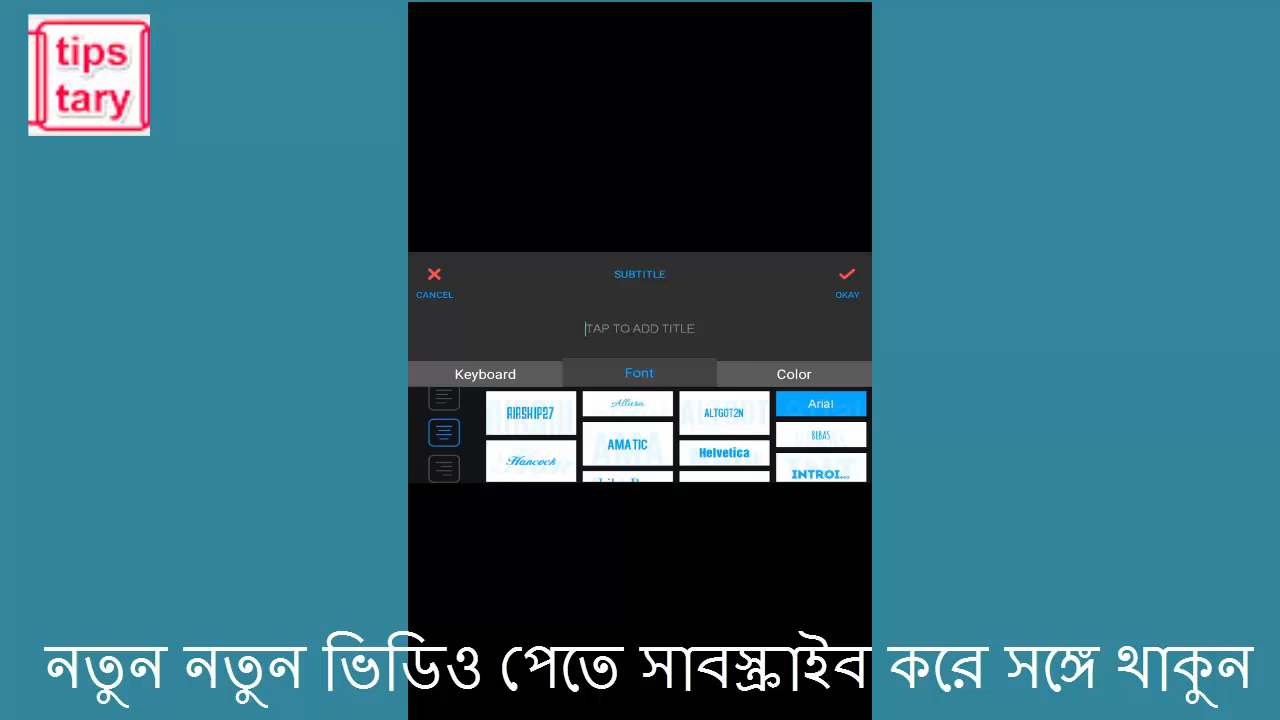 tips
tary
SUBTITLE
CANCEL
OKAY
TAP TO ADD TITLE
Keyboard Font Color
AIRSHIP27 Allura ALTGOT2N Arial
AMATIC BEBAS
Hancock Helvetica INTROI...
নতুন নতুন ভিডিও পেতে সাবস্ক্রাইব করে সঙ্গে থাকুন